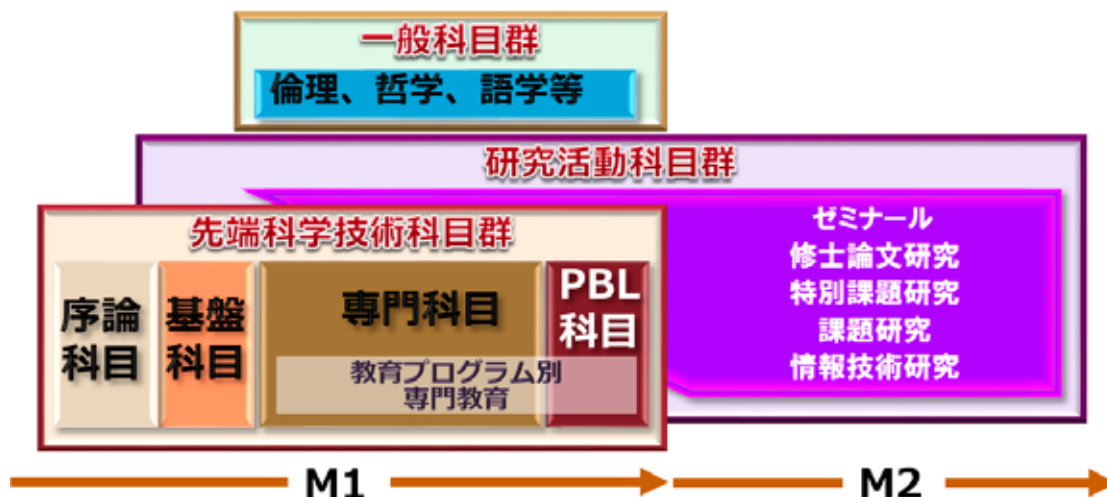 一般科目群
倫理、哲学、語学等
研究活動科目群
ゼミナール
修士論文研究
特別課題研究
課題研究
情報技術研究
先端科学技術科目群
序論
科目
基盤
科目
専門科目
PBL
科目
教育プログラム別
専門教育
M1
M2